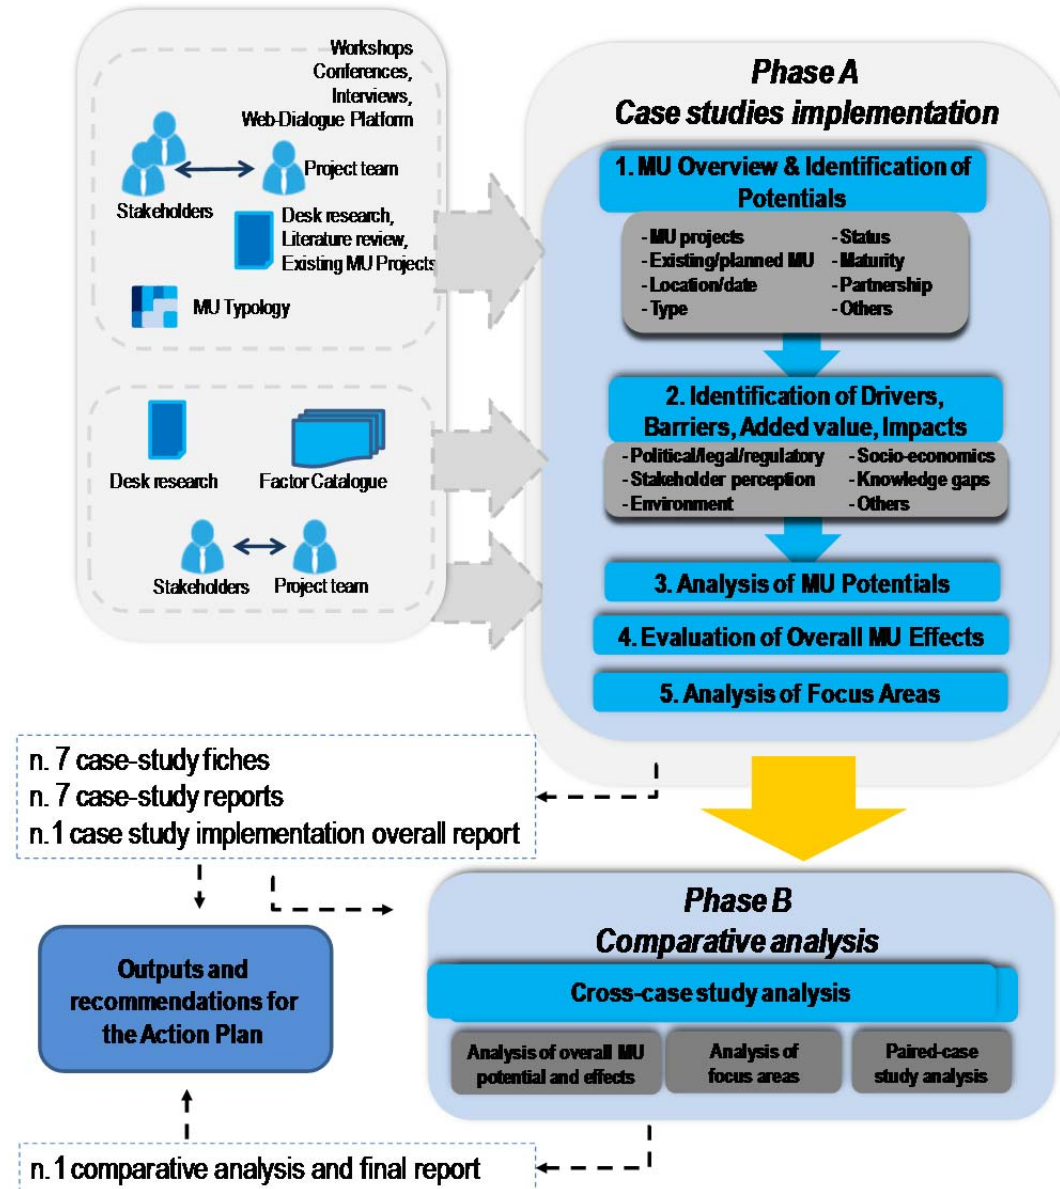 Workshops
Conferences,
Interviews,
Web-Dialogue Platform
Project team
Stakeholders
Desk research,
Literature review,
Existing MU Projects
MU Typology
Desk research
Factor Catalogue
Stakeholders
Project team
Phase A
Case studies implementation
1. MU Overview & Identification of
Potentials
- MU projects
- Existing/planned MU
- Location/date
- Type
- Status
- Maturity
- Partnership
- Others
2. Identification of Drivers,
Barriers, Added value, Impacts
- Political/legal/regulatory
- Stakeholder perception
- Environment
- Socio-economics
- Knowledge gaps
- Others
3. Analysis of MU Potentials
4. Evaluation of Overall MU Effects
5. Analysis of Focus Areas
n. 7 case-study fiches
n. 7 case-study reports
n. 1 case study implementation overall report
Phase B
Comparative analysis
Cross-case study analysis
Analysis of overall MU
potential and effects
Analysis of
focus areas
Paired-case
study analysis
Outputs and
recommendations for
the Action Plan
n. 1 comparative analysis and final report